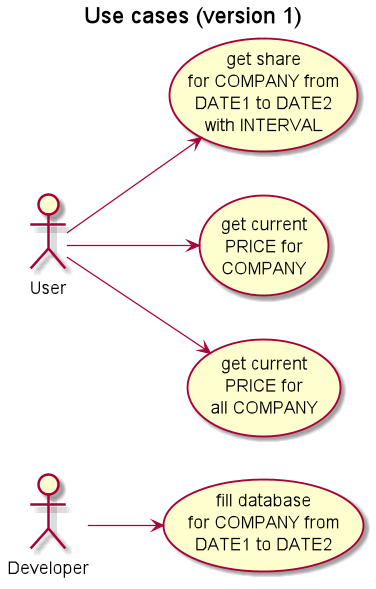 Use cases (version 1)
get share
for COMPANY from
DATE1 to DATE2
with INTERVAL
get current
PRICE for
COMPANY
User
get current
PRICE for
all COMPANY
fill database
for COMPANY from
DATE1 to DATE2
Developer